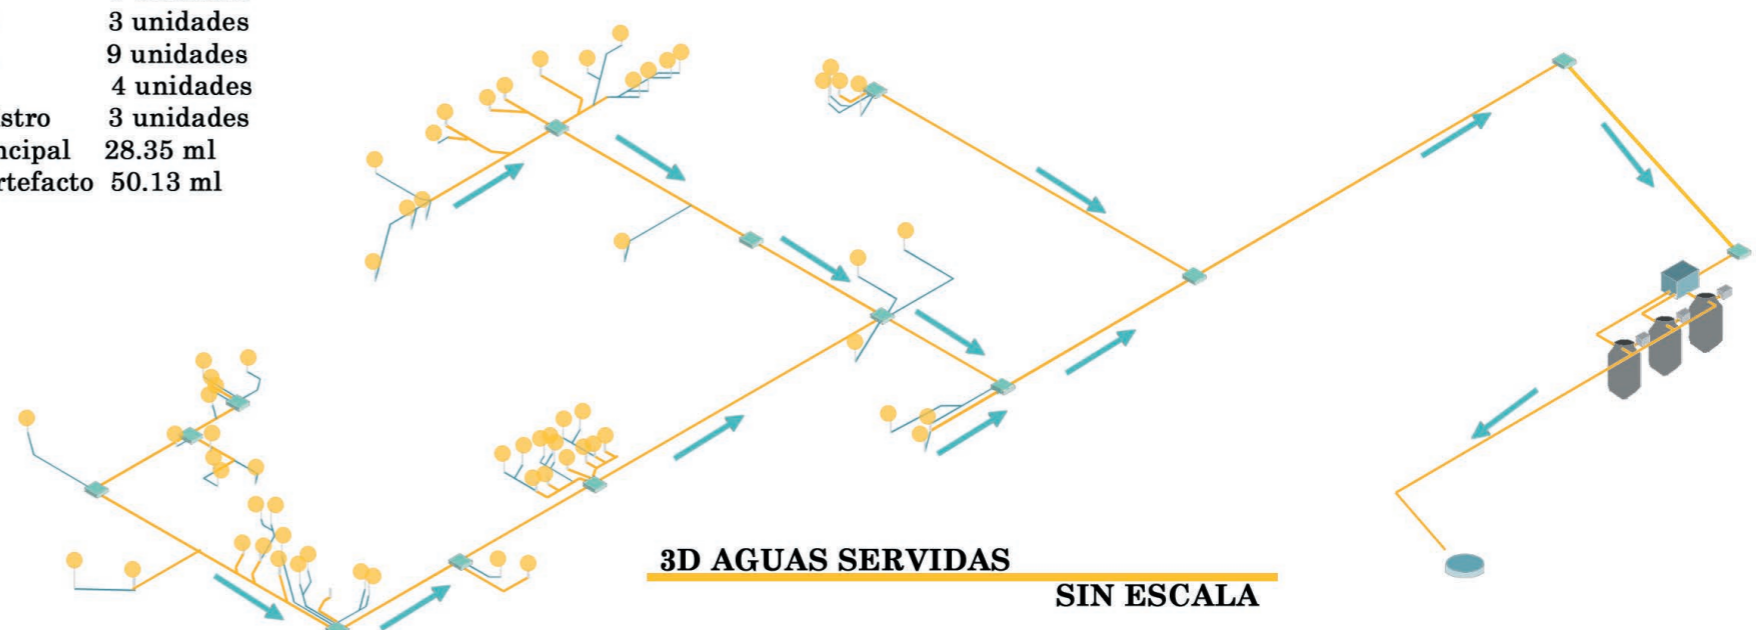 3 unidades
9 unidades
4 unidades
stro 3 unidades
ncipal 28.35 ml
rtefacto 50.13 ml
3D AGUAS SERVIDAS
SIN ESCALA